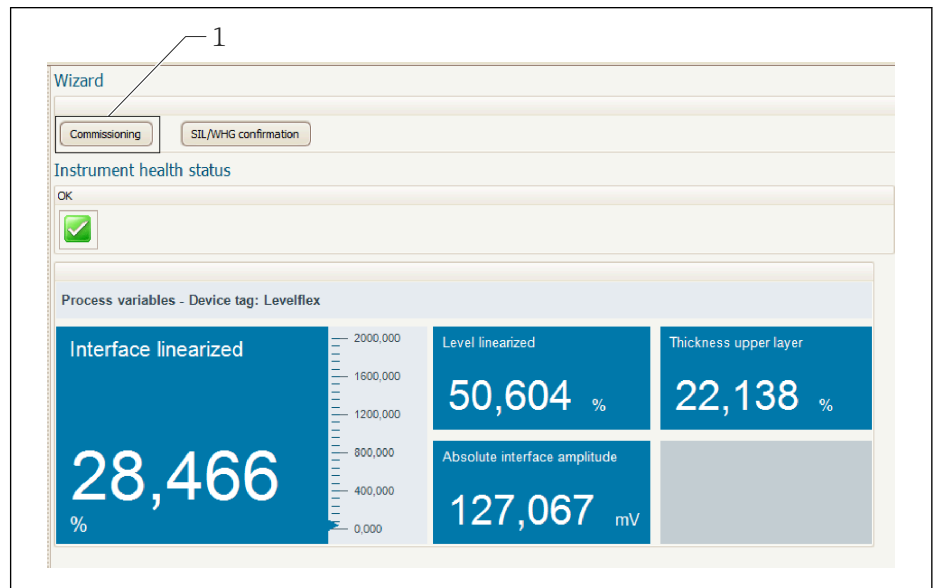 1
Wizard
Commissioning
SIL/WHG confirmation
Instrument health status
OK
Process variables - Device tag: Levelflex
Interface linearized
28,466
%
2000,000
1600,000
1200,000
800,000
400,000
0,000
Level linearized
50,604 %
Thickness upper layer
22,138 %
Absolute interface amplitude
127,067 mV